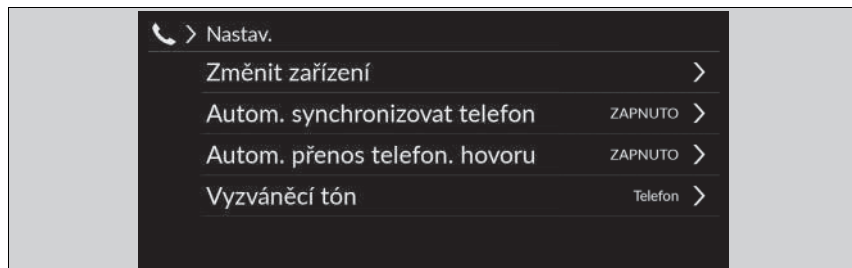 Nastav.
Změnit zařízení
Autom. synchronizovat telefon ZAPNUTO
Autom. přenos telefon. hovoru ZAPNUTO
Vyzváněcí tón Telefon